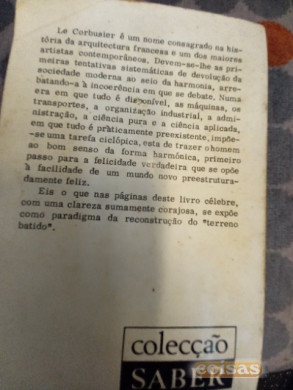 Le Corbusier é um nome consagrado na his-
tória da arquitectura francesa e um dos maiores
artistas contemporâneos. Devem-se-lhe as pri-
meiras tentativas sistemáticas de devolução da
sociedade moderna ao seio da harmonia, arre-
batando-a à incoerência em que se debate. Numa
era em que tudo é disponível, as máquinas, os
transportes, a organização industrial, a admi-
nistração, a ciência pura e a ciência aplicada,
em que tudo é pràticamente preexistente, impõe-
-se uma tarefa ciclópica, esta de trazer o homem
ao bom senso da forma harmónica, primeiro
passo para a felicidade verdadeira que se opõe
à facilidade de um mundo novo preestrutura-
damente feliz.
Eis o que nas páginas deste livro célebre,
com uma clareza sumamente corajosa, se expõe
como paradigma da reconstrução do "terreno
batido".
colecção
SABER
coisas